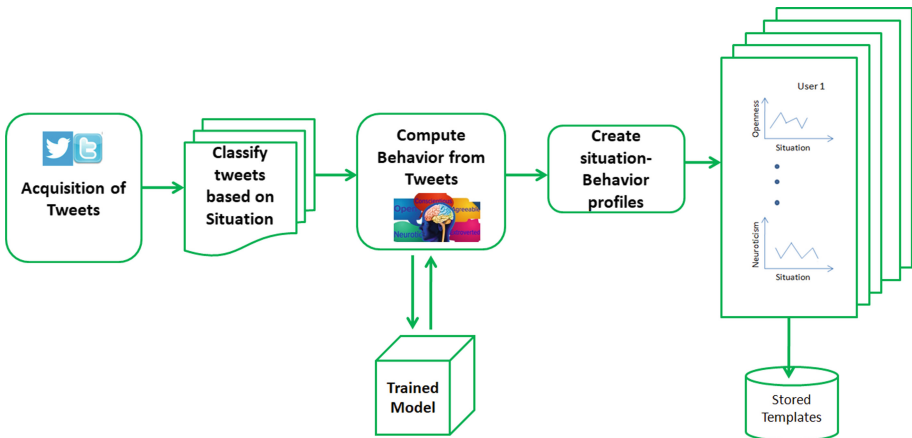 Acquisition of
Tweets
Classify
tweets
based on
Situation
Compute
Behavior from
Tweets
Create
situation-
Behavior
profiles
User 1
Openness
Situation
Neuroticism
Situation
Trained
Model
Stored
Templates